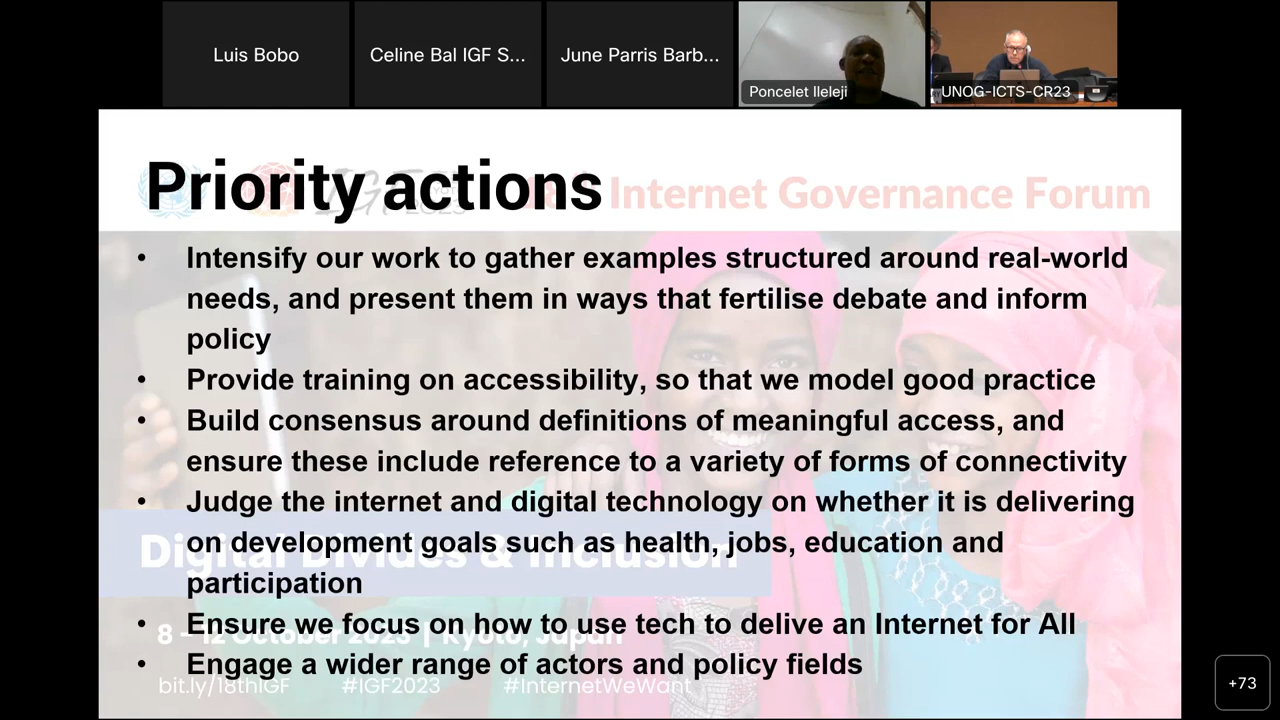 Luis Bobo
Celine Bal IGF S...
June Parris Barb...
Poncelet Ileleji
UNOG-ICTS-CR23
Priority actions
Internet Governance Forum
• Intensify our work to gather examples structured around real-world
needs, and present them in ways that fertilise debate and inform
policy
• Provide training on accessibility, so that we model good practice
• Build consensus around definitions of meaningful access, and
ensure these include reference to a variety of forms of connectivity
• Judge the internet and digital technology on whether it is delivering
on development goals such as health, jobs, education and
Digital Divides & Inclusion
participation
• Ensure we focus on how to use tech to delive an Internet for All
8 - 12 October 2023 | Kyoto, Japan
• Engage a wider range of actors and policy fields
bit.ly/18thIGF #IGF2023 #InternetWeWant
+73